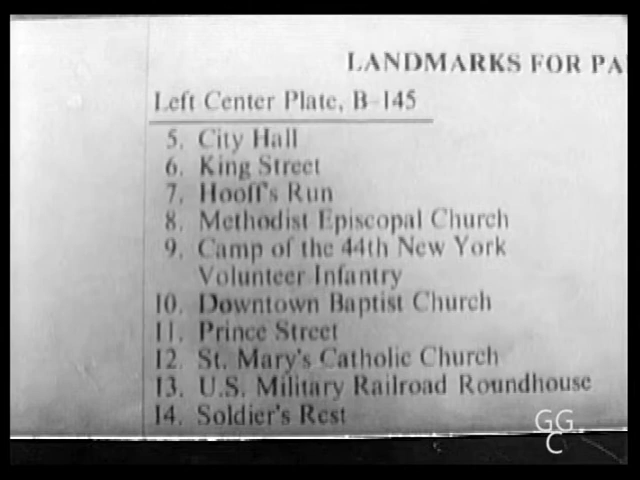 LANDMARKS FOR PA
Left Center Plate, B-145
5. City Hall
6. King Street
7. Hooff's Run
8. Methodist Episcopal Church
9. Camp of the 44th New York
Volunteer Infantry
10. Downtown Baptist Church
11. Prince Street
12. St. Mary's Catholic Church
13. U.S. Military Railroad Roundhouse
14. Soldier's Rest
GG
C